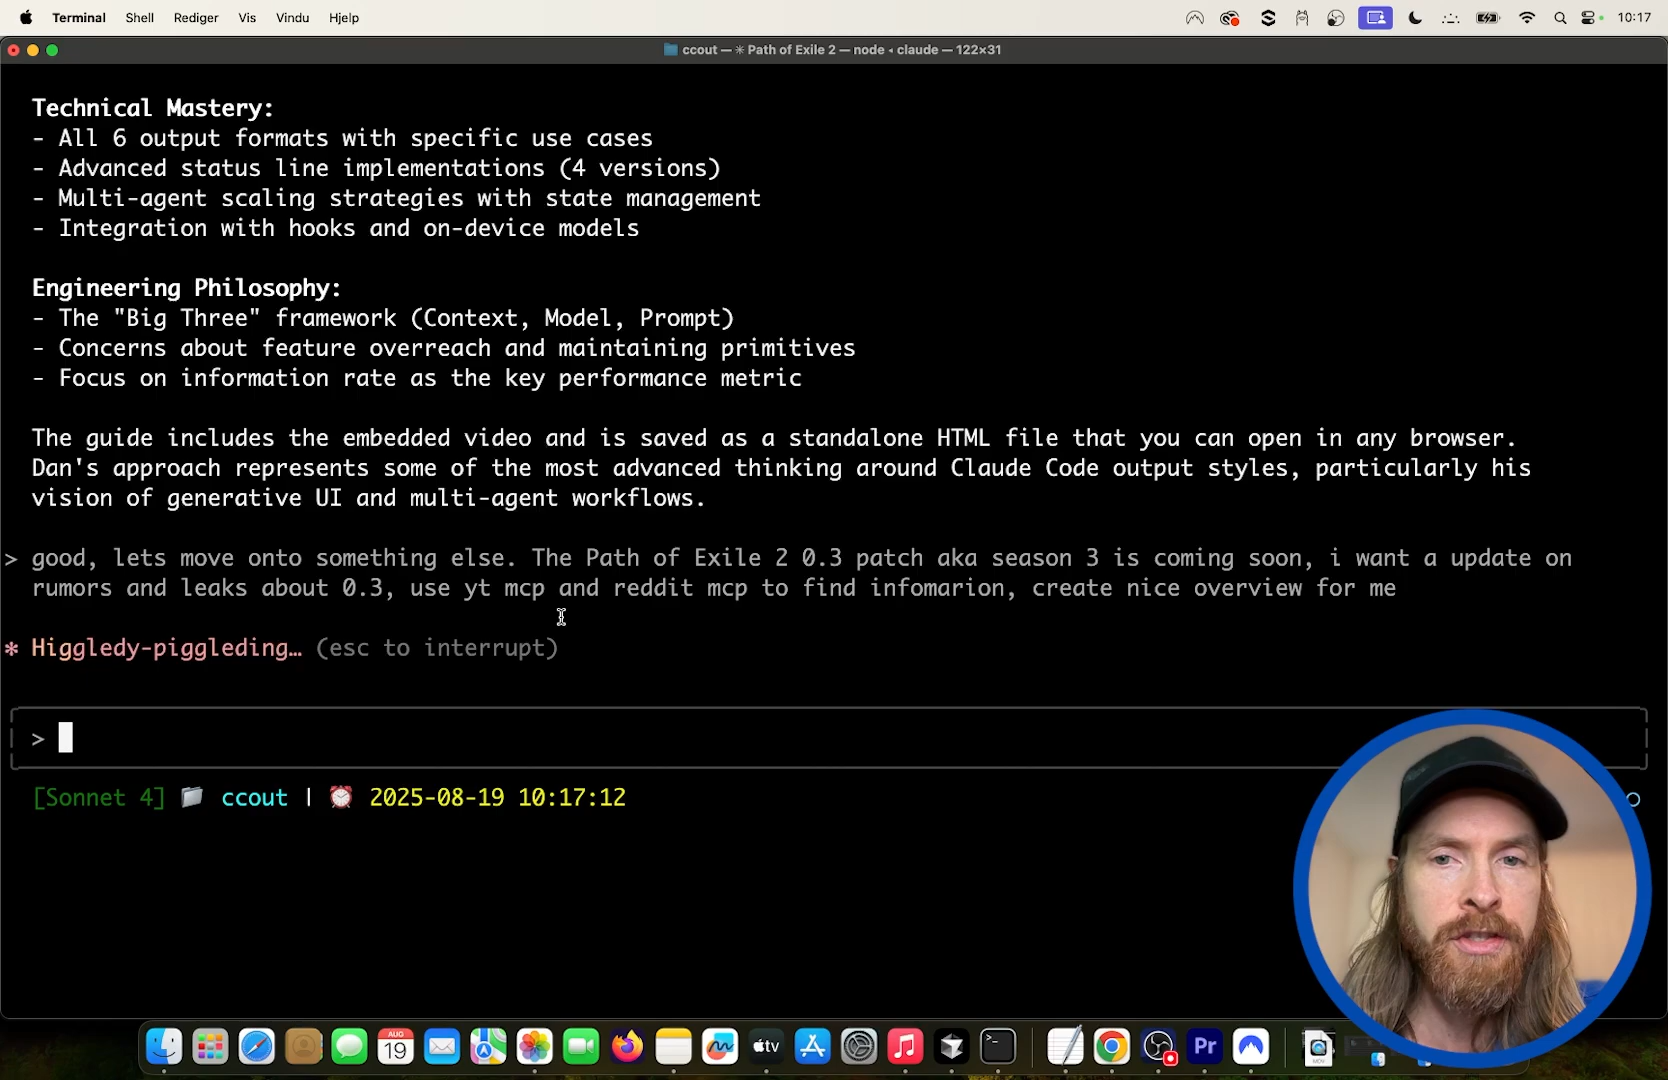 Terminal Shell Rediger Vis Vindu Hjelp 10:17
ccout — ✳ Path of Exile 2 — node ◂ claude — 122×31
Technical Mastery:
- All 6 output formats with specific use cases
- Advanced status line implementations (4 versions)
- Multi-agent scaling strategies with state management
- Integration with hooks and on-device models
Engineering Philosophy:
- The "Big Three" framework (Context, Model, Prompt)
- Concerns about feature overreach and maintaining primitives
- Focus on information rate as the key performance metric
The guide includes the embedded video and is saved as a standalone HTML file that you can open in any browser.
Dan's approach represents some of the most advanced thinking around Claude Code output styles, particularly his
vision of generative UI and multi-agent workflows.
> good, lets move onto something else. The Path of Exile 2 0.3 patch aka season 3 is coming soon, i want a update on
rumors and leaks about 0.3, use yt mcp and reddit mcp to find infomarion, create nice overview for me
✻ Higgledy-piggleding… (esc to interrupt)
>
[Sonnet 4] 📁 ccout | ⏰ 2025-08-19 10:17:12
AUG
19
tv
>_
Pr